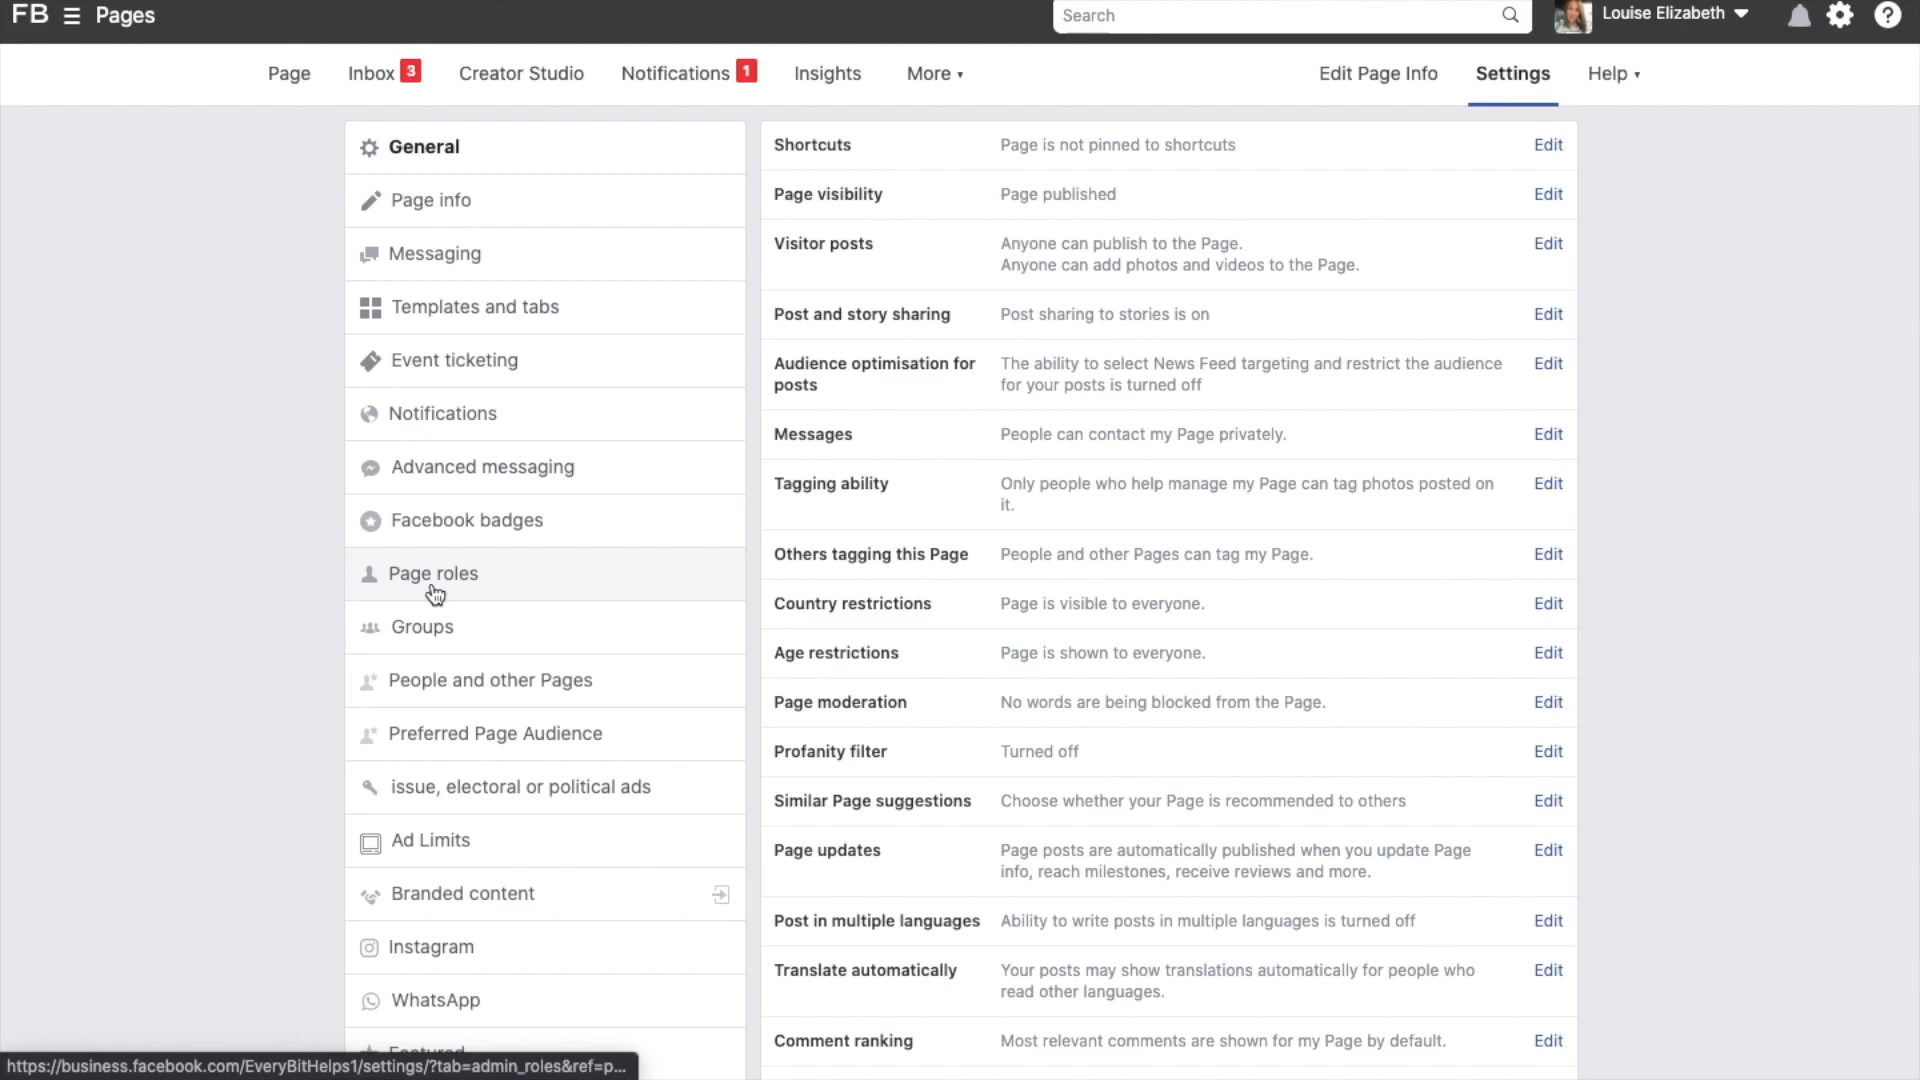 FB Pages
Search
Louise Elizabeth
Page
Inbox 3
Creator Studio
Notifications 1
Insights
More
Edit Page Info
Settings
Help
General
Page info
Messaging
Templates and tabs
Event ticketing
Notifications
Advanced messaging
Facebook badges
Page roles
Groups
People and other Pages
Preferred Page Audience
issue, electoral or political ads
Ad Limits
Branded content
Instagram
WhatsApp
Featured
Shortcuts
Page is not pinned to shortcuts
Edit
Page visibility
Page published
Edit
Visitor posts
Anyone can publish to the Page.
Anyone can add photos and videos to the Page.
Edit
Post and story sharing
Post sharing to stories is on
Edit
Audience optimisation for
posts
The ability to select News Feed targeting and restrict the audience
for your posts is turned off
Edit
Messages
People can contact my Page privately.
Edit
Tagging ability
Only people who help manage my Page can tag photos posted on
it.
Edit
Others tagging this Page
People and other Pages can tag my Page.
Edit
Country restrictions
Page is visible to everyone.
Edit
Age restrictions
Page is shown to everyone.
Edit
Page moderation
No words are being blocked from the Page.
Edit
Profanity filter
Turned off
Edit
Similar Page suggestions
Choose whether your Page is recommended to others
Edit
Page updates
Page posts are automatically published when you update Page
info, reach milestones, receive reviews and more.
Edit
Post in multiple languages
Ability to write posts in multiple languages is turned off
Edit
Translate automatically
Your posts may show translations automatically for people who
read other languages.
Edit
Comment ranking
Most relevant comments are shown for my Page by default.
Edit
https://business.facebook.com/EveryBitHelps1/settings/?tab=admin_roles&ref=p...